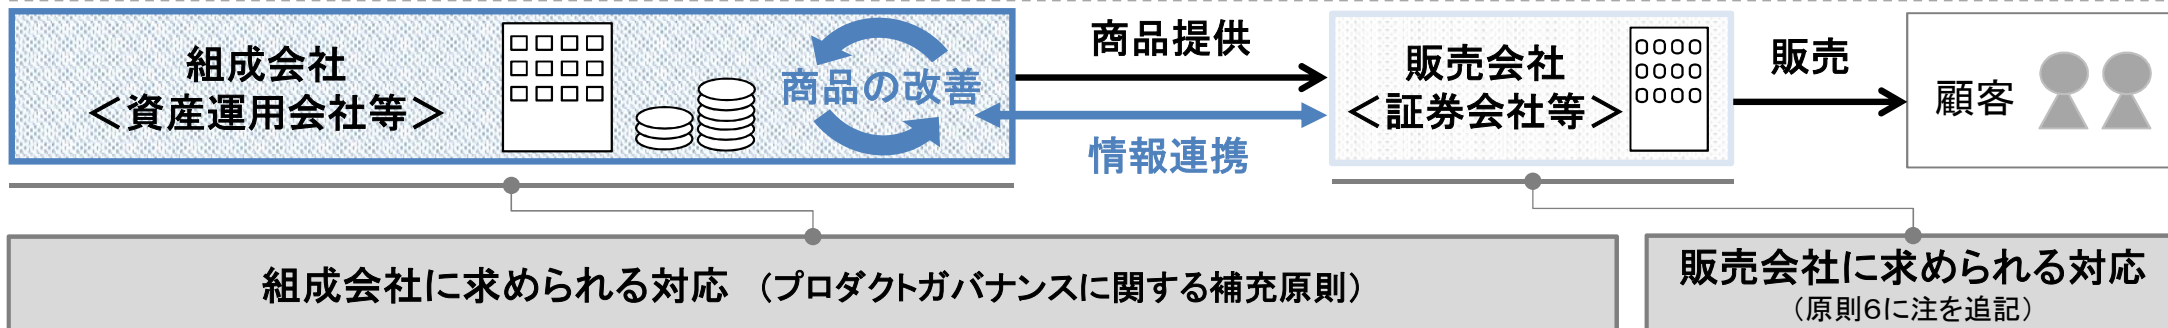 組成会社
＜資産運用会社等＞
商品の改善
商品提供
情報連携
販売会社
＜証券会社等＞
販売
顧客
組成会社に求められる対応 （プロダクトガバナンスに関する補充原則）
販売会社に求められる対応
（原則６に注を追記）